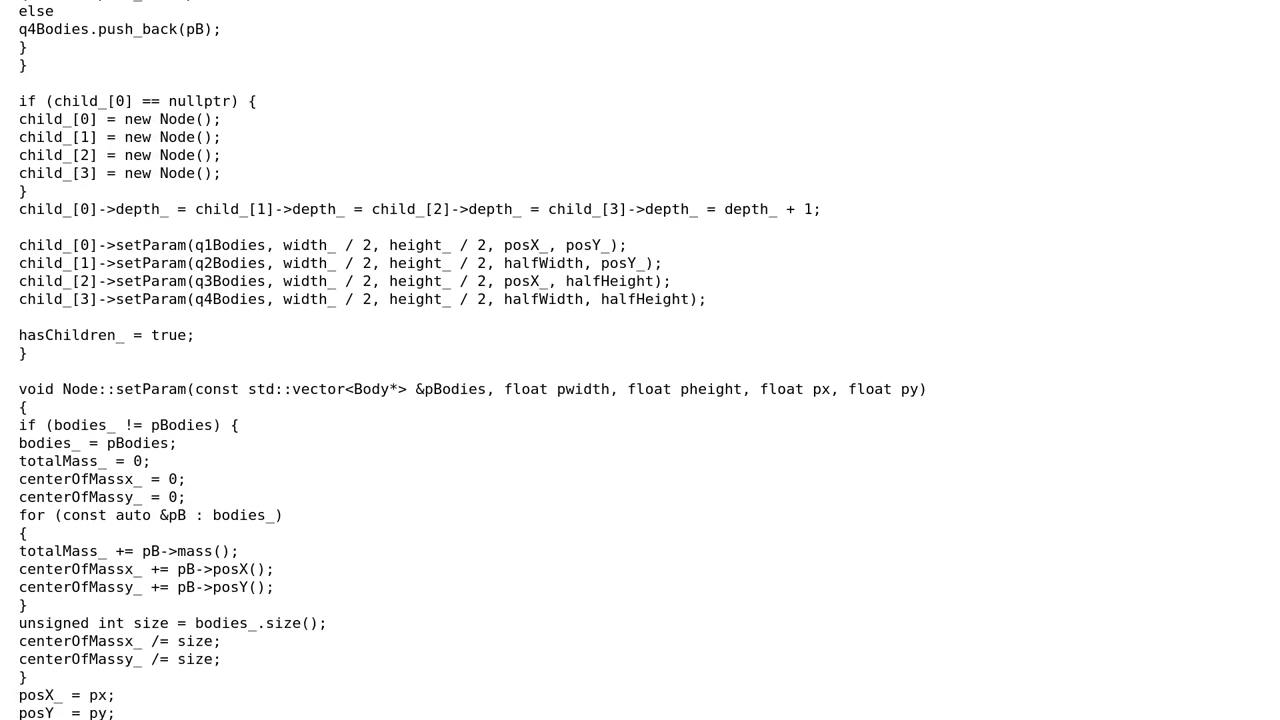 else
q4Bodies.push_back(pB);
}
}
if (child_[0] == nullptr) {
child_[0] = new Node();
child_[1] = new Node();
child_[2] = new Node();
child_[3] = new Node();
}
child_[0]->depth_ = child_[1]->depth_ = child_[2]->depth_ = child_[3]->depth_ = depth_ + 1;
child_[0]->setParam(q1Bodies, width_ / 2, height_ / 2, posX_, posY_);
child_[1]->setParam(q2Bodies, width_ / 2, height_ / 2, halfWidth, posY_);
child_[2]->setParam(q3Bodies, width_ / 2, height_ / 2, posX_, halfHeight);
child_[3]->setParam(q4Bodies, width_ / 2, height_ / 2, halfWidth, halfHeight);
hasChildren_ = true;
}
void Node::setParam(const std::vector<Body*> &pBodies, float pwidth, float pheight, float px, float py)
{
if (bodies_ != pBodies) {
bodies_ = pBodies;
totalMass_ = 0;
centerOfMassx_ = 0;
centerOfMassy_ = 0;
for (const auto &pB : bodies_)
{
totalMass_ += pB->mass();
centerOfMassx_ += pB->posX();
centerOfMassy_ += pB->posY();
}
unsigned int size = bodies_.size();
centerOfMassx_ /= size;
centerOfMassy_ /= size;
}
posX_ = px;
posY_ = py;